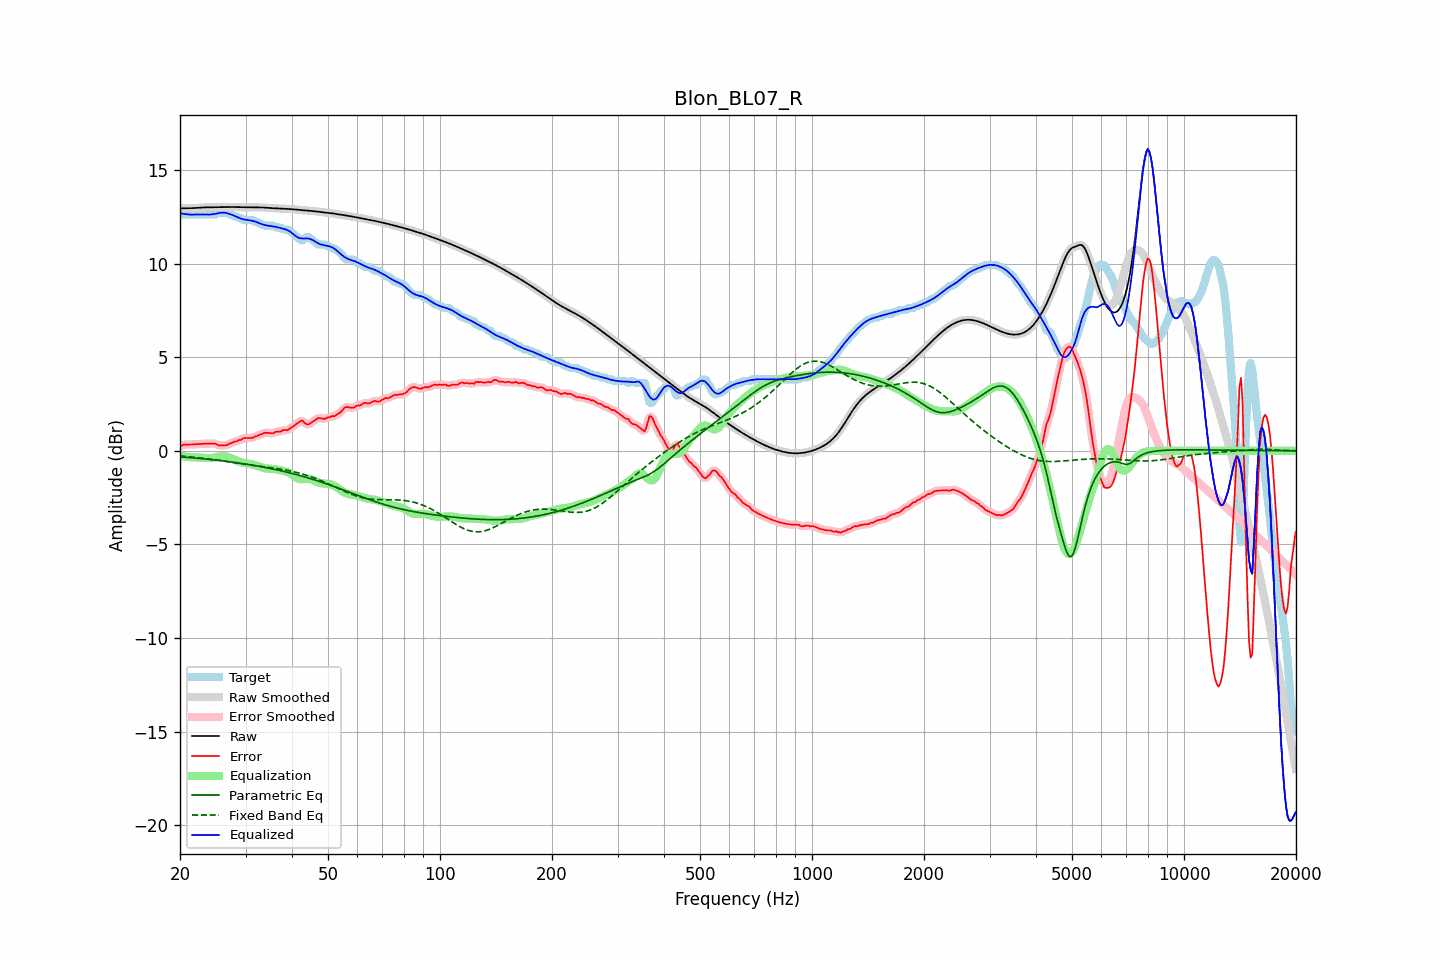 Blon_BL07_R
Amplitude (dBr)
15
10
5
0
−5
−10
−15
−20
Target
Raw Smoothed
Error Smoothed
Raw
Error
Equalization
Parametric Eq
Fixed Band Eq
Equalized
20 50 100 200 500 1000 2000 5000 10000 20000
Frequency (Hz)